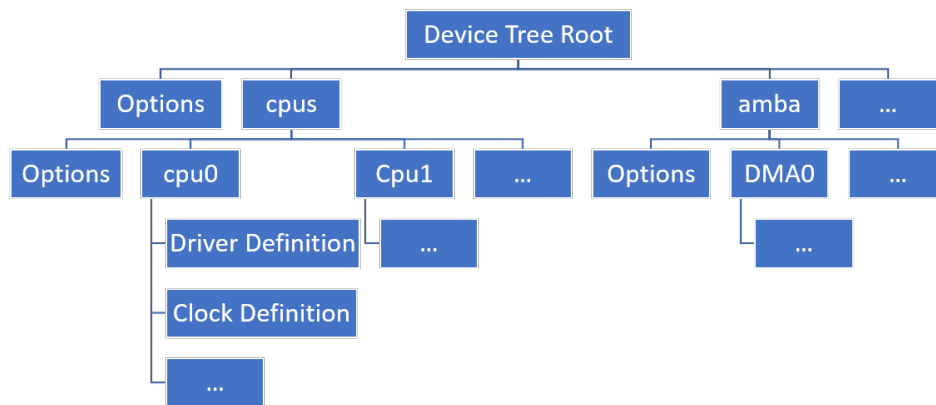 Device Tree Root
Options
cpus
amba
...
Options
cpu0
Cpu1
...
Options
DMA0
...
Driver Definition
...
...
Clock Definition
...